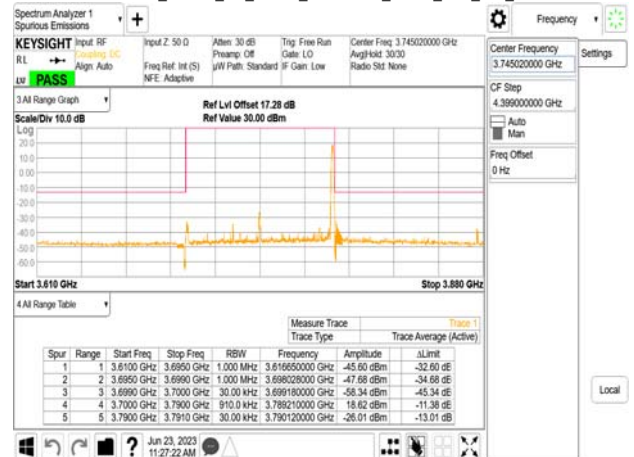 Spectrum Analyzer 1
Spurious Emissions
Frequency
KEYSIGHT Input: RF Input Z: 50 Ω Atten: 30 dB Trig: Free Run Center Freq: 3.745020000 GHz
RL Coupling: DC Preamp: Off Gate: LO Avg|Hold: 30/30
Align: Auto Freq Ref: Int (S) µW Path: Standard IF Gain: Low Radio Std: None
NFE: Adaptive
PASS
Center Frequency
3.745020000 GHz
Settings
CF Step
4.399000000 GHz
Auto
Man
Freq Offset
0 Hz
Local
3 All Range Graph
Ref Lvl Offset 17.28 dB
Scale/Div 10.0 dB Ref Value 30.00 dBm
Log
20.0
10.0
0.00
-10.0
-20.0
-30.0
-40.0
-50.0
-60.0
Start 3.610 GHz Stop 3.880 GHz
4 All Range Table
Measure Trace Trace 1
Trace Type Trace Average (Active)
Spur Range Start Freq Stop Freq RBW Frequency Amplitude ΔLimit
1 1 3.6100 GHz 3.6950 GHz 1.000 MHz 3.616650000 GHz -45.60 dBm -32.60 dB
2 2 3.6950 GHz 3.6990 GHz 1.000 MHz 3.698028000 GHz -47.68 dBm -34.68 dB
3 3 3.6990 GHz 3.7000 GHz 30.00 kHz 3.699180000 GHz -58.34 dBm -45.34 dB
4 4 3.7000 GHz 3.7900 GHz 910.0 kHz 3.789210000 GHz 18.62 dBm -11.38 dB
5 5 3.7900 GHz 3.7910 GHz 30.00 kHz 3.790120000 GHz -26.01 dBm -13.01 dB
Jun 23, 2023
11:27:22 AM